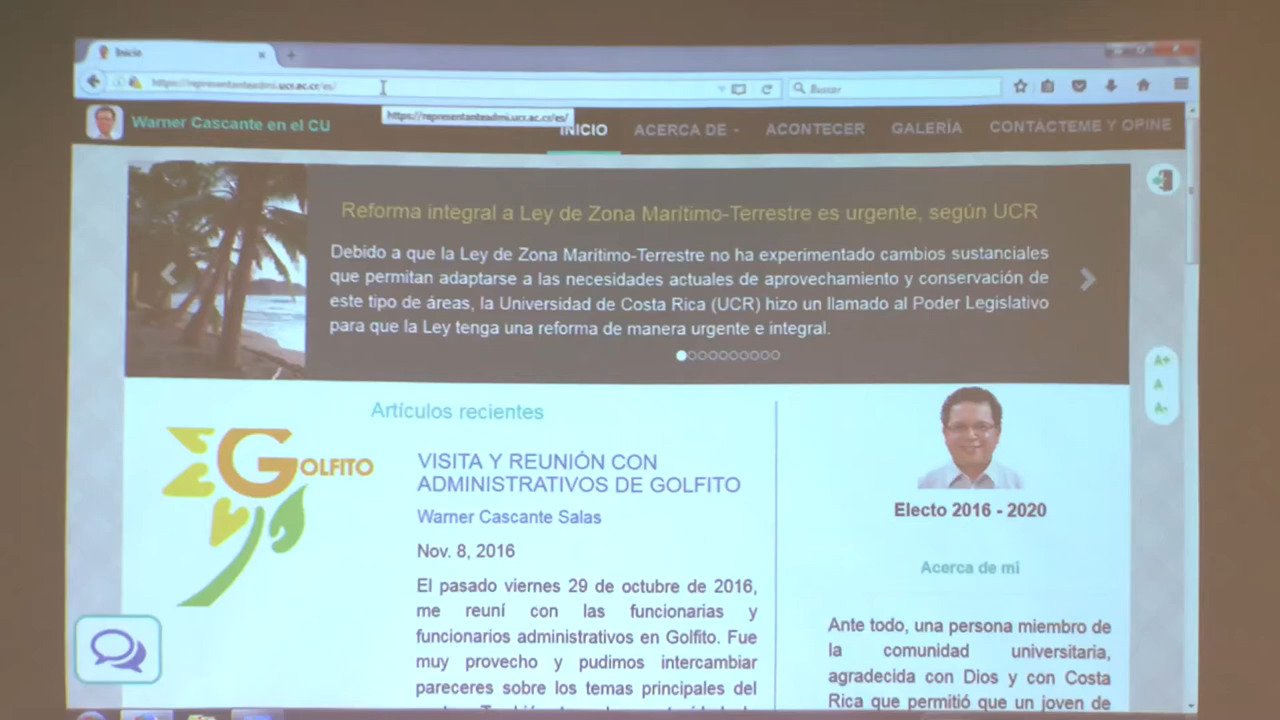 Inicio
https://representanteadmi.ucr.ac.cr/es/
Buscar
https://representanteadmi.ucr.ac.cr/es/
Warner Cascante en el CU
INICIO
ACERCA DE
ACONTECER
GALERÍA
CONTÁCTEME Y OPINE
Reforma integral a Ley de Zona Marítimo-Terrestre es urgente, según UCR
Debido a que la Ley de Zona Marítimo-Terrestre no ha experimentado cambios sustanciales
que permitan adaptarse a las necesidades actuales de aprovechamiento y conservación de
este tipo de áreas, la Universidad de Costa Rica (UCR) hizo un llamado al Poder Legislativo
para que la Ley tenga una reforma de manera urgente e integral.
A+
A
A-
Artículos recientes
GOLFITO
VISITA Y REUNIÓN CON
ADMINISTRATIVOS DE GOLFITO
Warner Cascante Salas
Nov. 8, 2016
El pasado viernes 29 de octubre de 2016,
me reuní con las funcionarias y
funcionarios administrativos en Golfito. Fue
muy provecho y pudimos intercambiar
pareceres sobre los temas principales del
Electo 2016 - 2020
Acerca de mi
Ante todo, una persona miembro de
la comunidad universitaria,
agradecida con Dios y con Costa
Rica que permitió que un joven de